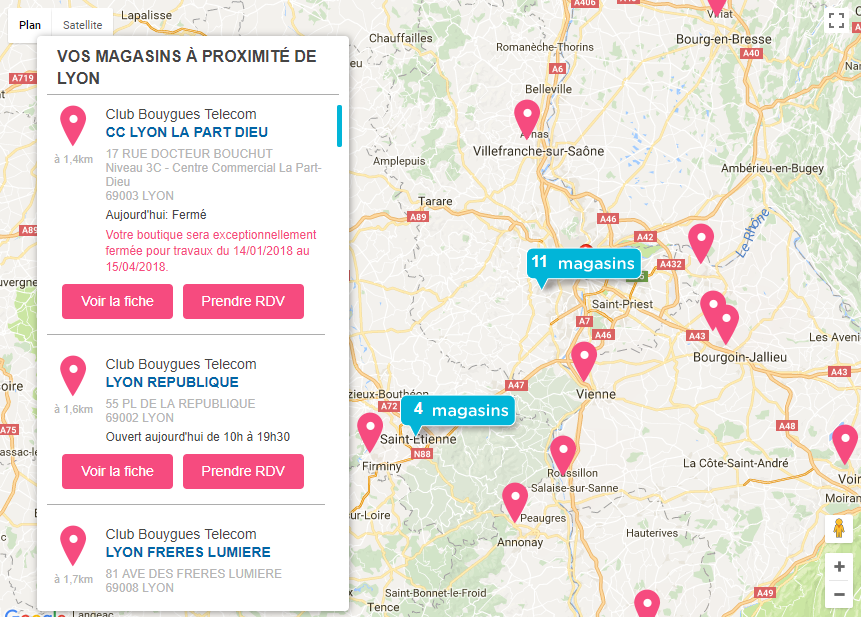 Plan
Satellite
VOS MAGASINS À PROXIMITÉ DE
LYON
Club Bouygues Telecom
CC LYON LA PART DIEU
à 1,4km
17 RUE DOCTEUR BOUCHUT
Niveau 3C - Centre Commercial La Part-
Dieu
69003 LYON
Aujourd'hui: Fermé
Votre boutique sera exceptionnellement
fermée pour travaux du 14/01/2018 au
15/04/2018.
Voir la fiche
Prendre RDV
Club Bouygues Telecom
LYON REPUBLIQUE
à 1,6km
55 PL DE LA REPUBLIQUE
69002 LYON
Ouvert aujourd'hui de 10h à 19h30
Voir la fiche
Prendre RDV
Club Bouygues Telecom
LYON FRERES LUMIERE
à 1,7km
81 AVE DES FRERES LUMIERE
69008 LYON
Lapalisse
A719
A89
A75
Chauffailles
A406
Bourg-en-Bresse
A40
Romanèche-Thorins
A6
Belleville
Villefranche-sur-Saône
Amplepuis
Ambérieu-en-Bugey
Tarare
A89
A46
A42
Le Rhône
11 magasins
A432
Saint-Priest
A7
A46
A43
Bourgoin-Jallieu
Les Aveni
A43
Vienne
A47
A72
4 magasins
Saint-Étienne
N88
Firminy
A48
La Côte-Saint-André
Voir
Moiran
Roussillon
Salaise-sur-Sanne
Peaugres
Annonay
Hauterives
Saint-Bonnet-le-Froid
Tence
A49
Langeac
Google
+
−